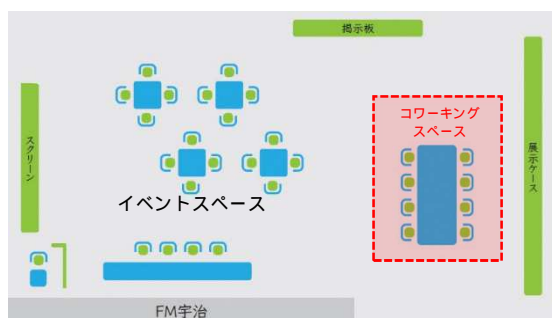 掲示板
コワーキング
スペース
スクリーン
展示ケース
イベントスペース
FM宇治